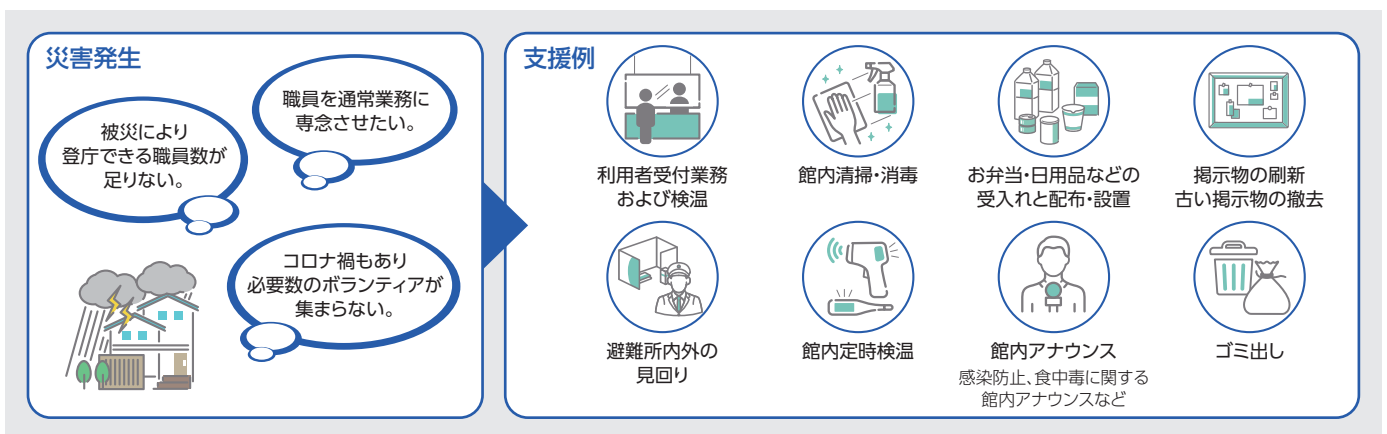 災害発生
職員を通常業務に
専念させたい。
被災により
登庁できる職員数が
足りない。
コロナ禍もあり
必要数のボランティアが
集まらない。
支援例
利用者受付業務
および検温
館内清掃・消毒
お弁当・日用品などの
受入れと配布・設置
掲示物の刷新
古い掲示物の撤去
避難所内外の
見回り
館内定時検温
館内アナウンス
感染防止、食中毒に関する
館内アナウンスなど
ゴミ出し